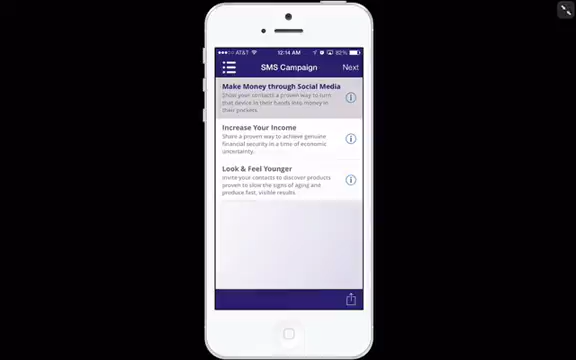 AT&T 12:14 AM 82%
SMS Campaign Next
Make Money through Social Media
Show your contacts a proven way to turn
that device in their hands into money in
their pockets.
Increase Your Income
Share a proven way to achieve genuine
financial security in a time of economic
uncertainty.
Look & Feel Younger
Invite your contacts to discover products
proven to slow the signs of aging and
produce fast, visible results.